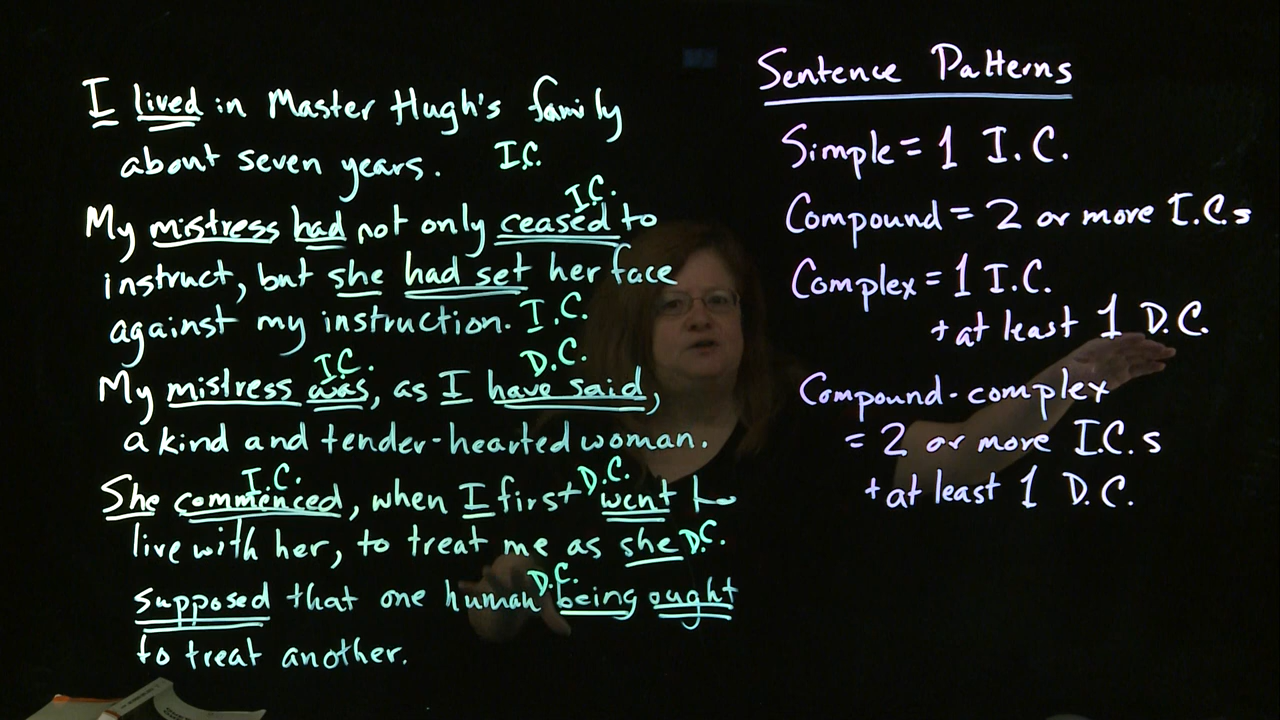 I lived in Master Hugh's family
about seven years. I.C.
I.C.
My mistress had not only ceased to
instruct, but she had set her face
against my instruction. I.C.
I.C. D.C.
My mistress was, as I have said,
a kind and tender-hearted woman.
I.C. D.C.
She commenced, when I first went to
live with her, to treat me as she D.C.
D.C.
supposed that one human being ought
to treat another.
Sentence Patterns
Simple = 1 I.C.
Compound = 2 or more I.C.s
Complex = 1 I.C.
+ at least 1 D.C.
Compound-complex
= 2 or more I.C.s
+ at least 1 D.C.